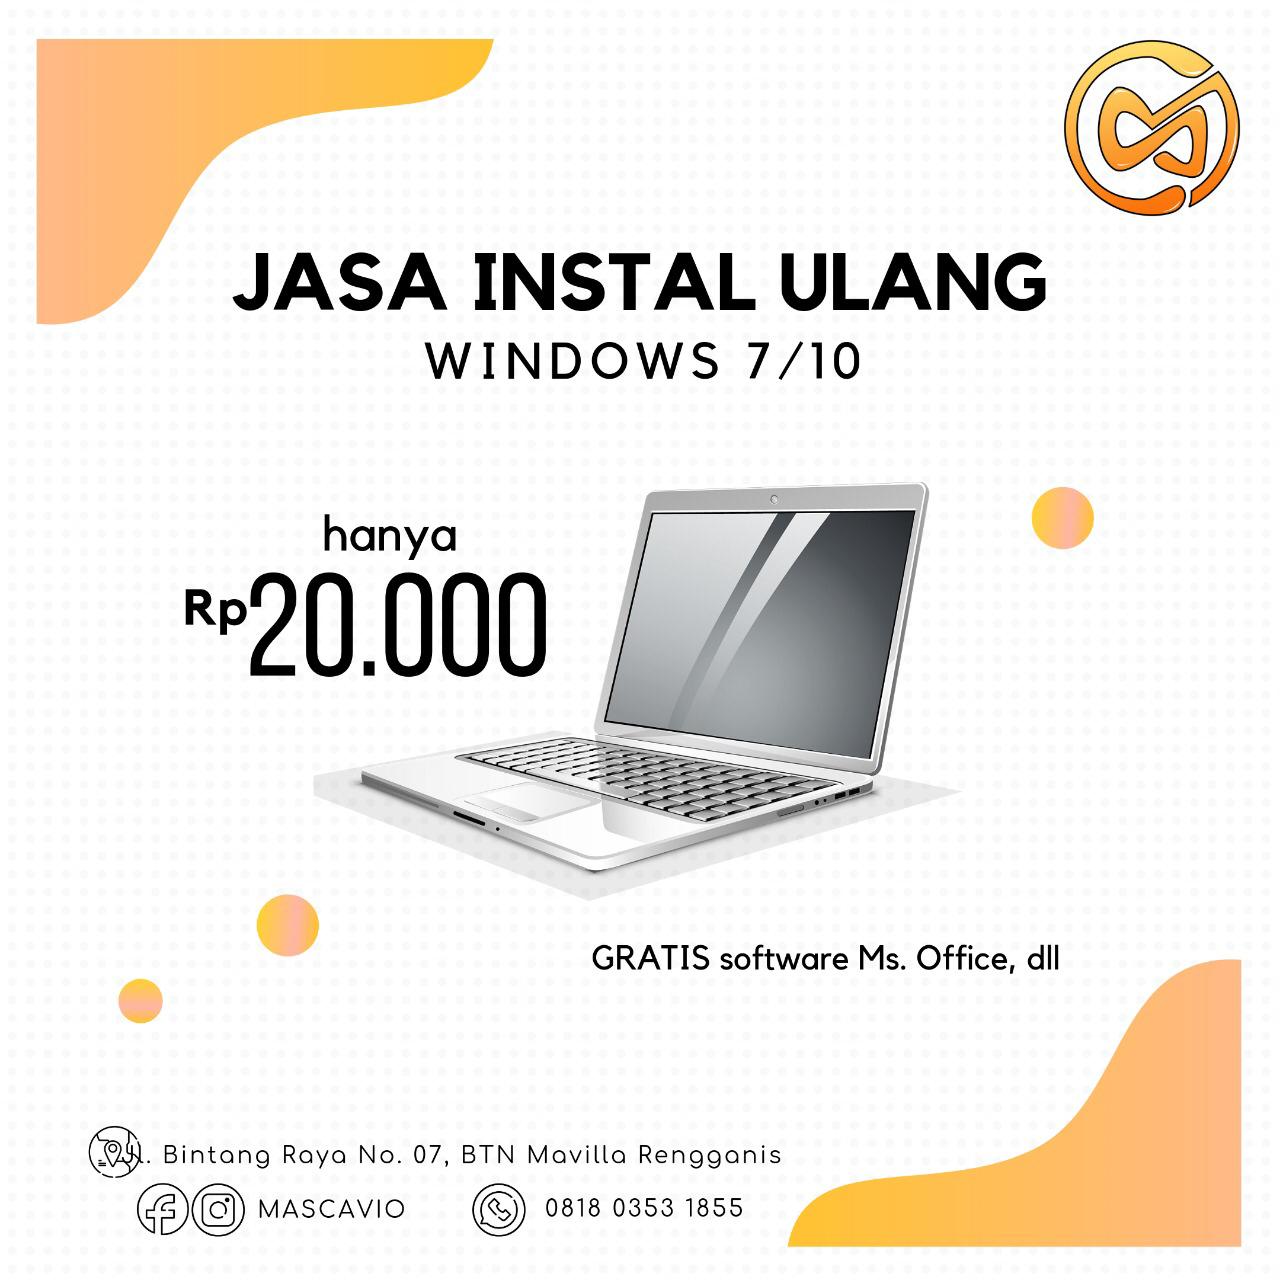 JASA INSTAL ULANG
WINDOWS 7/10
hanya
Rp20.000
GRATIS software Ms. Office, dll
Jl. Bintang Raya No. 07, BTN Mavilla Rengganis
MASCAVIO
0818 0353 1855